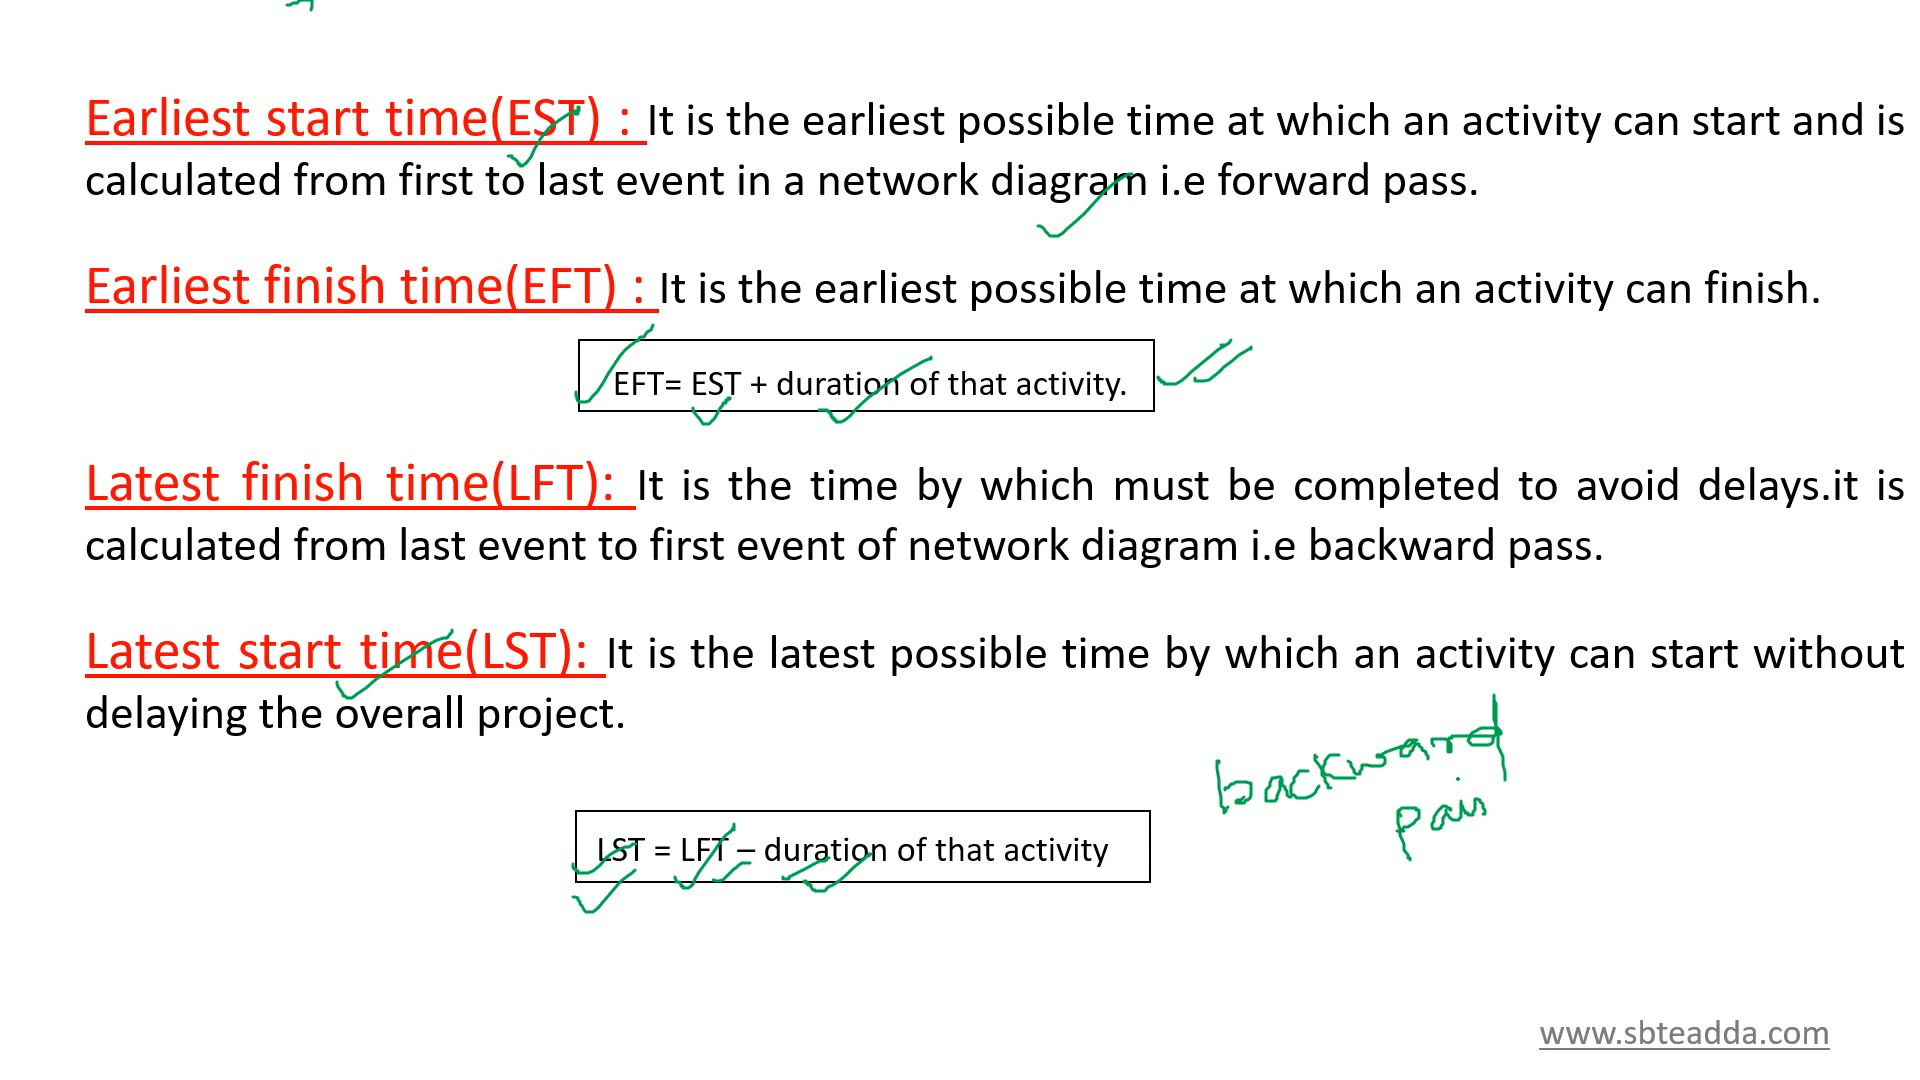 Earliest start time(EST) : It is the earliest possible time at which an activity can start and is
calculated from first to last event in a network diagram i.e forward pass.
Earliest finish time(EFT) : It is the earliest possible time at which an activity can finish.
EFT= EST + duration of that activity.
Latest finish time(LFT): It is the time by which must be completed to avoid delays.it is
calculated from last event to first event of network diagram i.e backward pass.
Latest start time(LST): It is the latest possible time by which an activity can start without
delaying the overall project.
backward
LST = LFT – duration of that activity
www.sbteadda.com